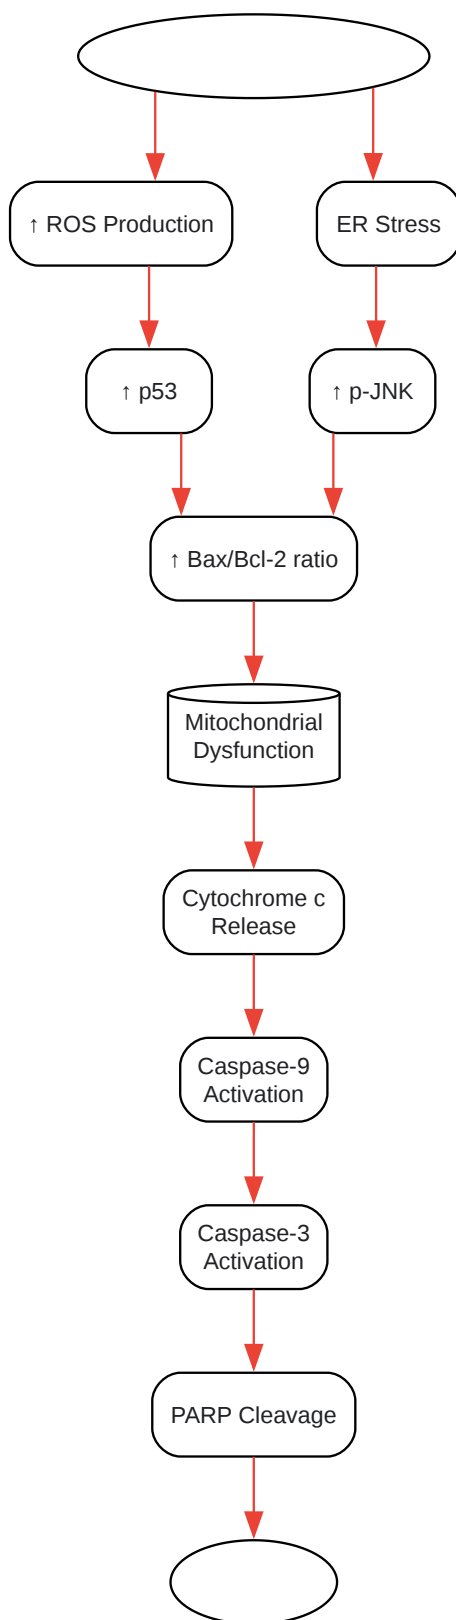 ↑ ROS Production
ER Stress
↑ p53
↑ p-JNK
↑ Bax/Bcl-2 ratio
Mitochondrial
Dysfunction
Cytochrome c
Release
Caspase-9
Activation
Caspase-3
Activation
PARP Cleavage